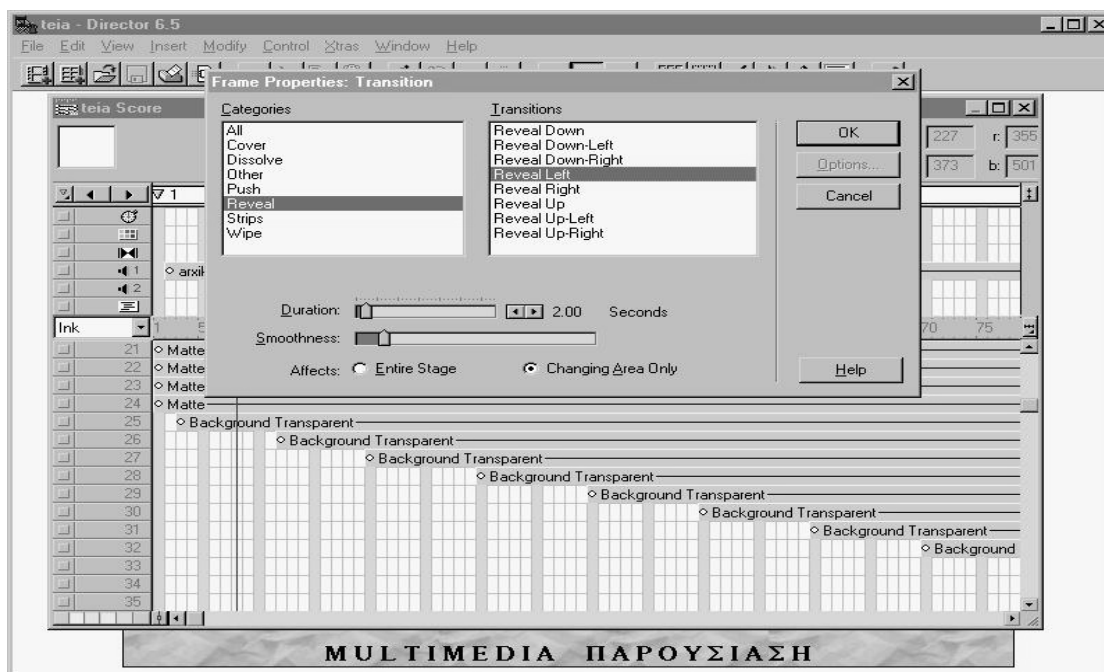 teia - Director 6.5
File Edit View Insert Modify Control Xtras Window Help
Frame Properties: Transition
teia Score
Categories
Transitions
All
Cover
Dissolve
Other
Push
Reveal
Strips
Wipe
Reveal Down
Reveal Down-Left
Reveal Down-Right
Reveal Left
Reveal Right
Reveal Up
Reveal Up-Left
Reveal Up-Right
OK
Options...
Cancel
227 r: 355
373 b: 501
1
1
2
Duration: 2.00 Seconds
Smoothness:
Affects: Entire Stage Changing Area Only
Help
Ink 1 5 70 75
21 Matte
22 Matte
23 Matte
24 Matte
25 Background Transparent
26 Background Transparent
27 Background Transparent
28 Background Transparent
29 Background Transparent
30 Background Transparent
31 Background Transparent
32 Background
33
34
35
MULTIMEDIA ΠΑΡΟΥΣΙΑΣΗ